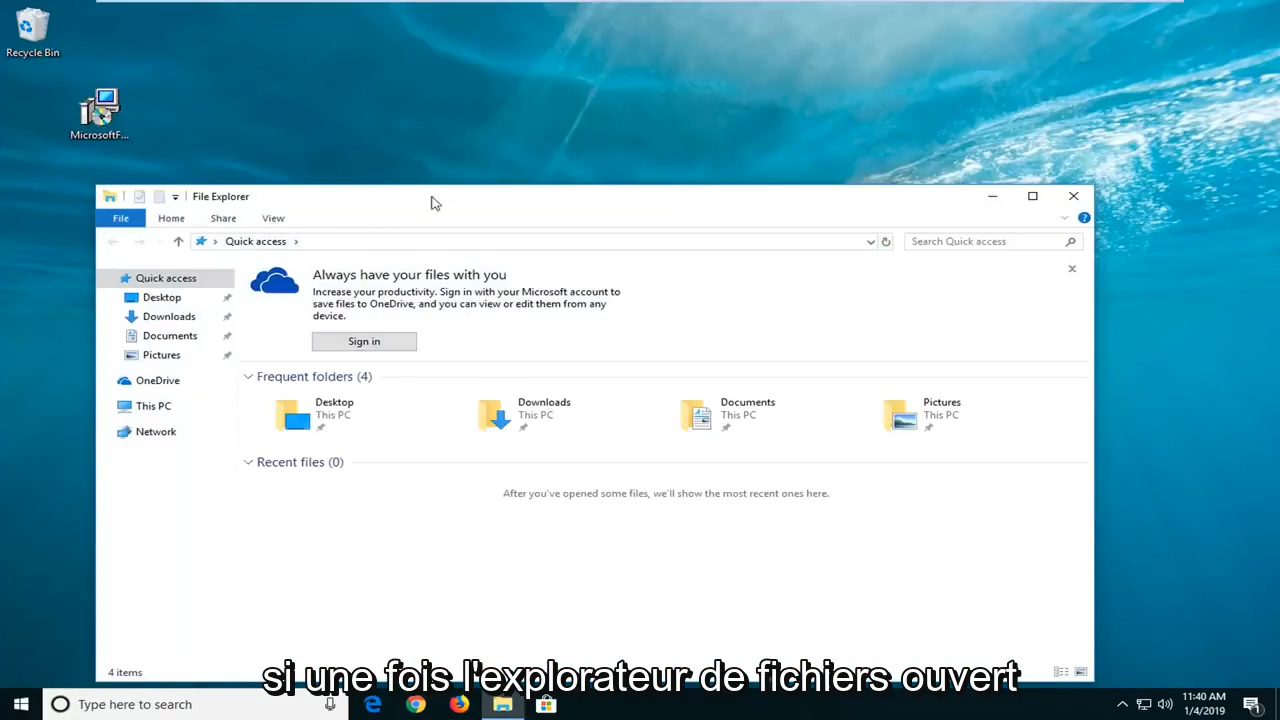 Recycle Bin
MicrosoftF...
File Explorer
File
Home
Share
View
Quick access
Search Quick access
Quick access
Desktop
Downloads
Documents
Pictures
OneDrive
This PC
Network
Always have your files with you
Increase your productivity. Sign in with your Microsoft account to
save files to OneDrive, and you can view or edit them from any
device.
Sign in
Frequent folders (4)
Desktop
This PC
Downloads
This PC
Documents
This PC
Pictures
This PC
Recent files (0)
After you've opened some files, we'll show the most recent ones here.
4 items
si une fois l'explorateur de fichiers ouvert
Type here to search
11:40 AM
1/4/2019
1